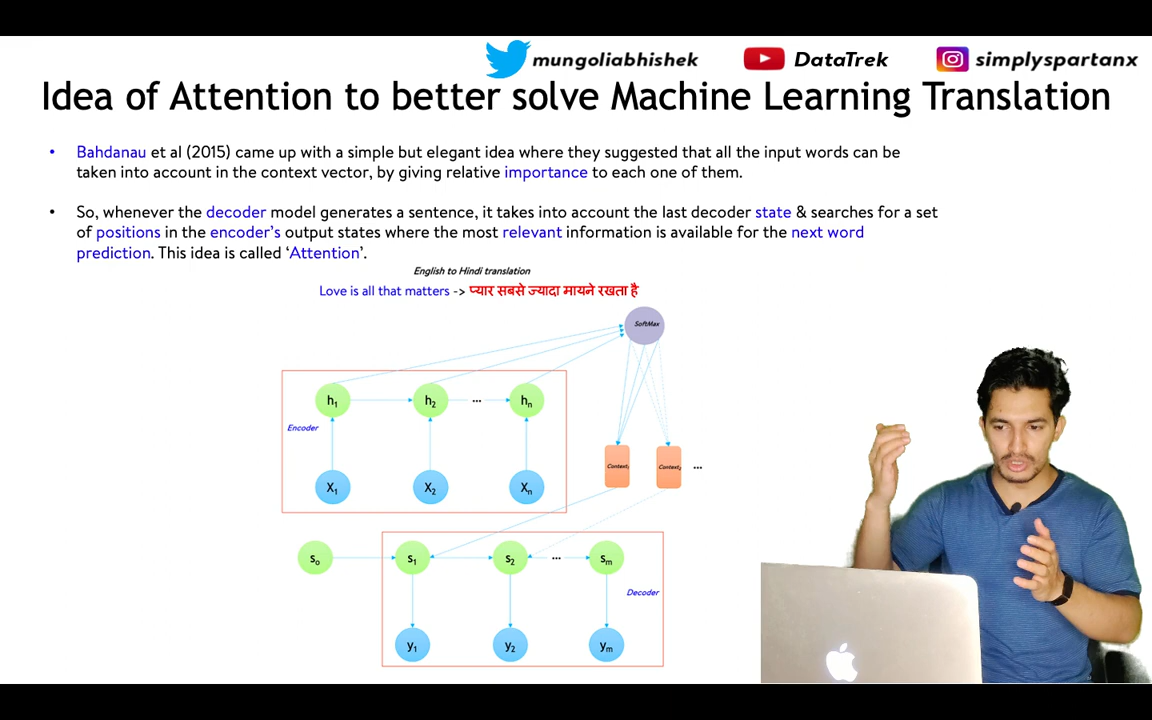 mungoliabhishek DataTrek simplyspartanx
Idea of Attention to better solve Machine Learning Translation
• Bahdanau et al (2015) came up with a simple but elegant idea where they suggested that all the input words can be
taken into account in the context vector, by giving relative importance to each one of them.
• So, whenever the decoder model generates a sentence, it takes into account the last decoder state & searches for a set
of positions in the encoder's output states where the most relevant information is available for the next word
prediction. This idea is called ‘Attention’.
English to Hindi translation
Love is all that matters -> प्यार सबसे ज्यादा मायने रखता है
SoftMax
h1 h2 ... hn
Encoder
Context1 Context2 ...
X1 X2 Xn
so s1 s2 ... sm
Decoder
y1 y2 ym